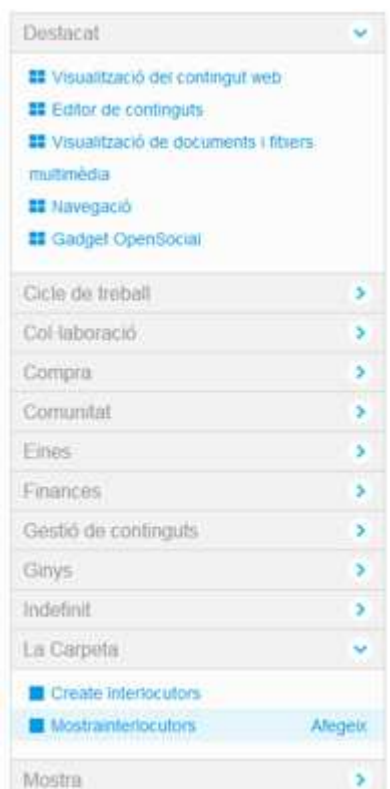 Destacat
Visualització del contingut web
Editor de continguts
Visualització de documents i fitxers
multimèdia
Navegació
Gadget OpenSocial
Cicle de treball
Col·laboració
Compra
Comunitat
Eines
Finances
Gestió de continguts
Ginys
Indefinit
La Carpeta
Create interlocutors
Mostrainterlocutors Afegeix
Mostra